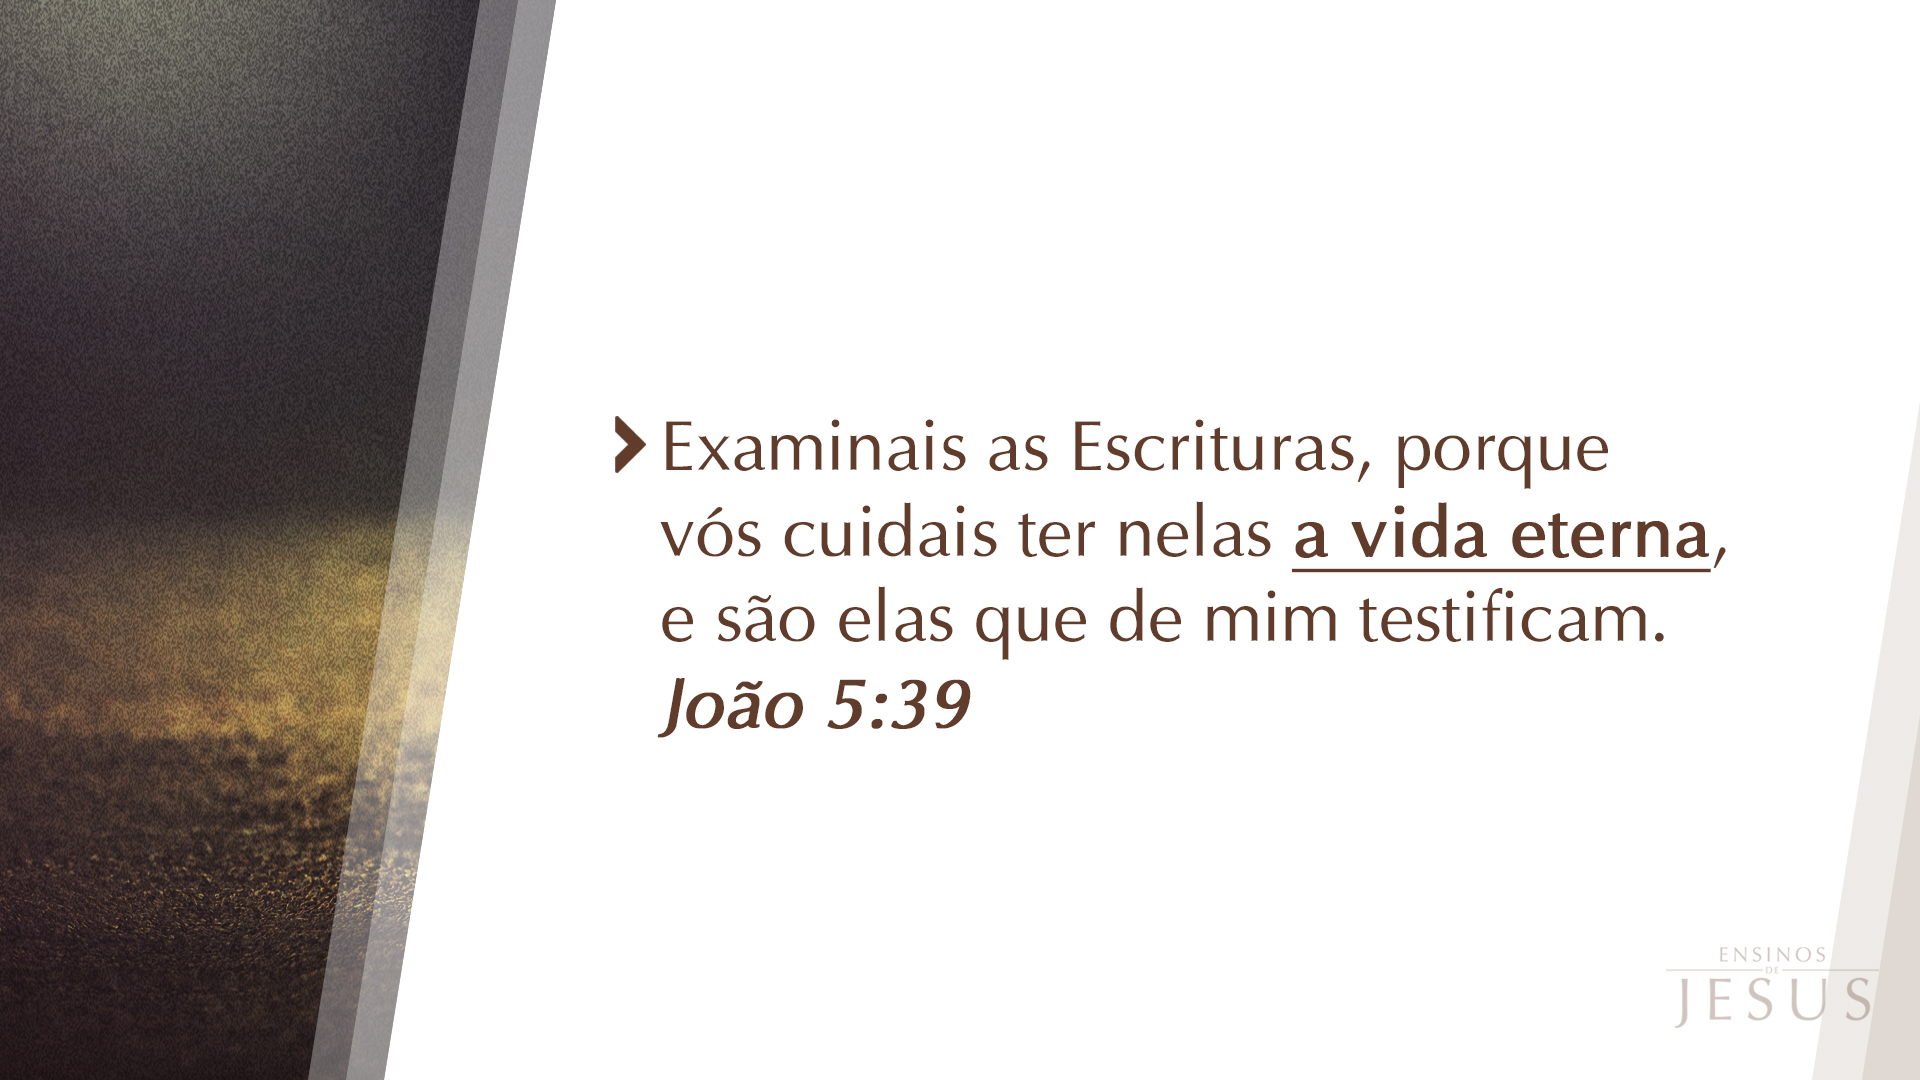 Examinais as Escrituras, porque
vós cuidais ter nelas a vida eterna,
e são elas que de mim testificam.
João 5:39
ENSINOS
DE
JESUS